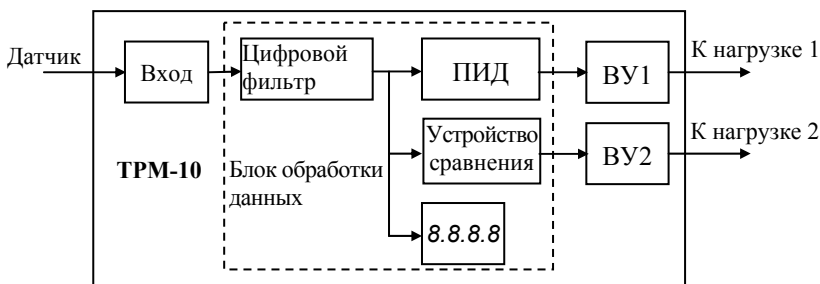 Датчик
Вход
Цифровой
фильтр
ПИД
ВУ1
К нагрузке 1
Устройство
сравнения
ВУ2
К нагрузке 2
ТРМ-10
Блок обработки
данных
8.8.8.8